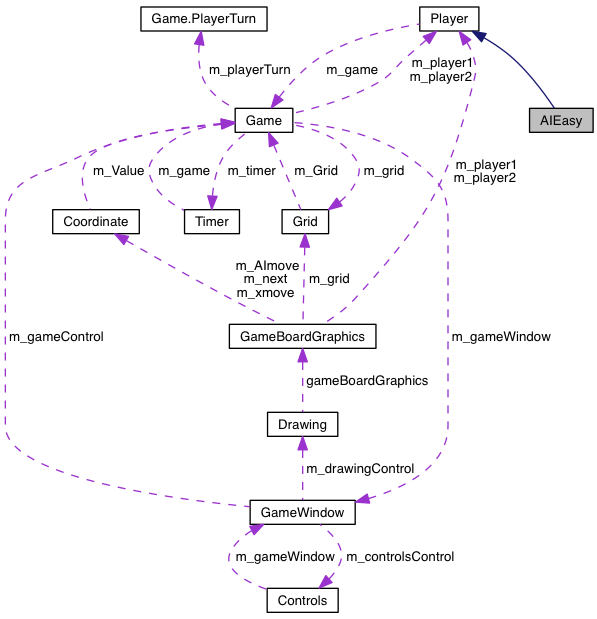 Game.PlayerTurn
Player
m_playerTurn
m_game
m_player1
m_player2
Game
AIEasy
m_Value
m_game
m_timer
m_Grid
m_grid
m_player1
m_player2
Coordinate
Timer
Grid
m_AImove
m_next
m_xmove
m_grid
m_gameControl
GameBoardGraphics
m_gameWindow
gameBoardGraphics
Drawing
m_drawingControl
GameWindow
m_gameWindow
m_controlsControl
Controls